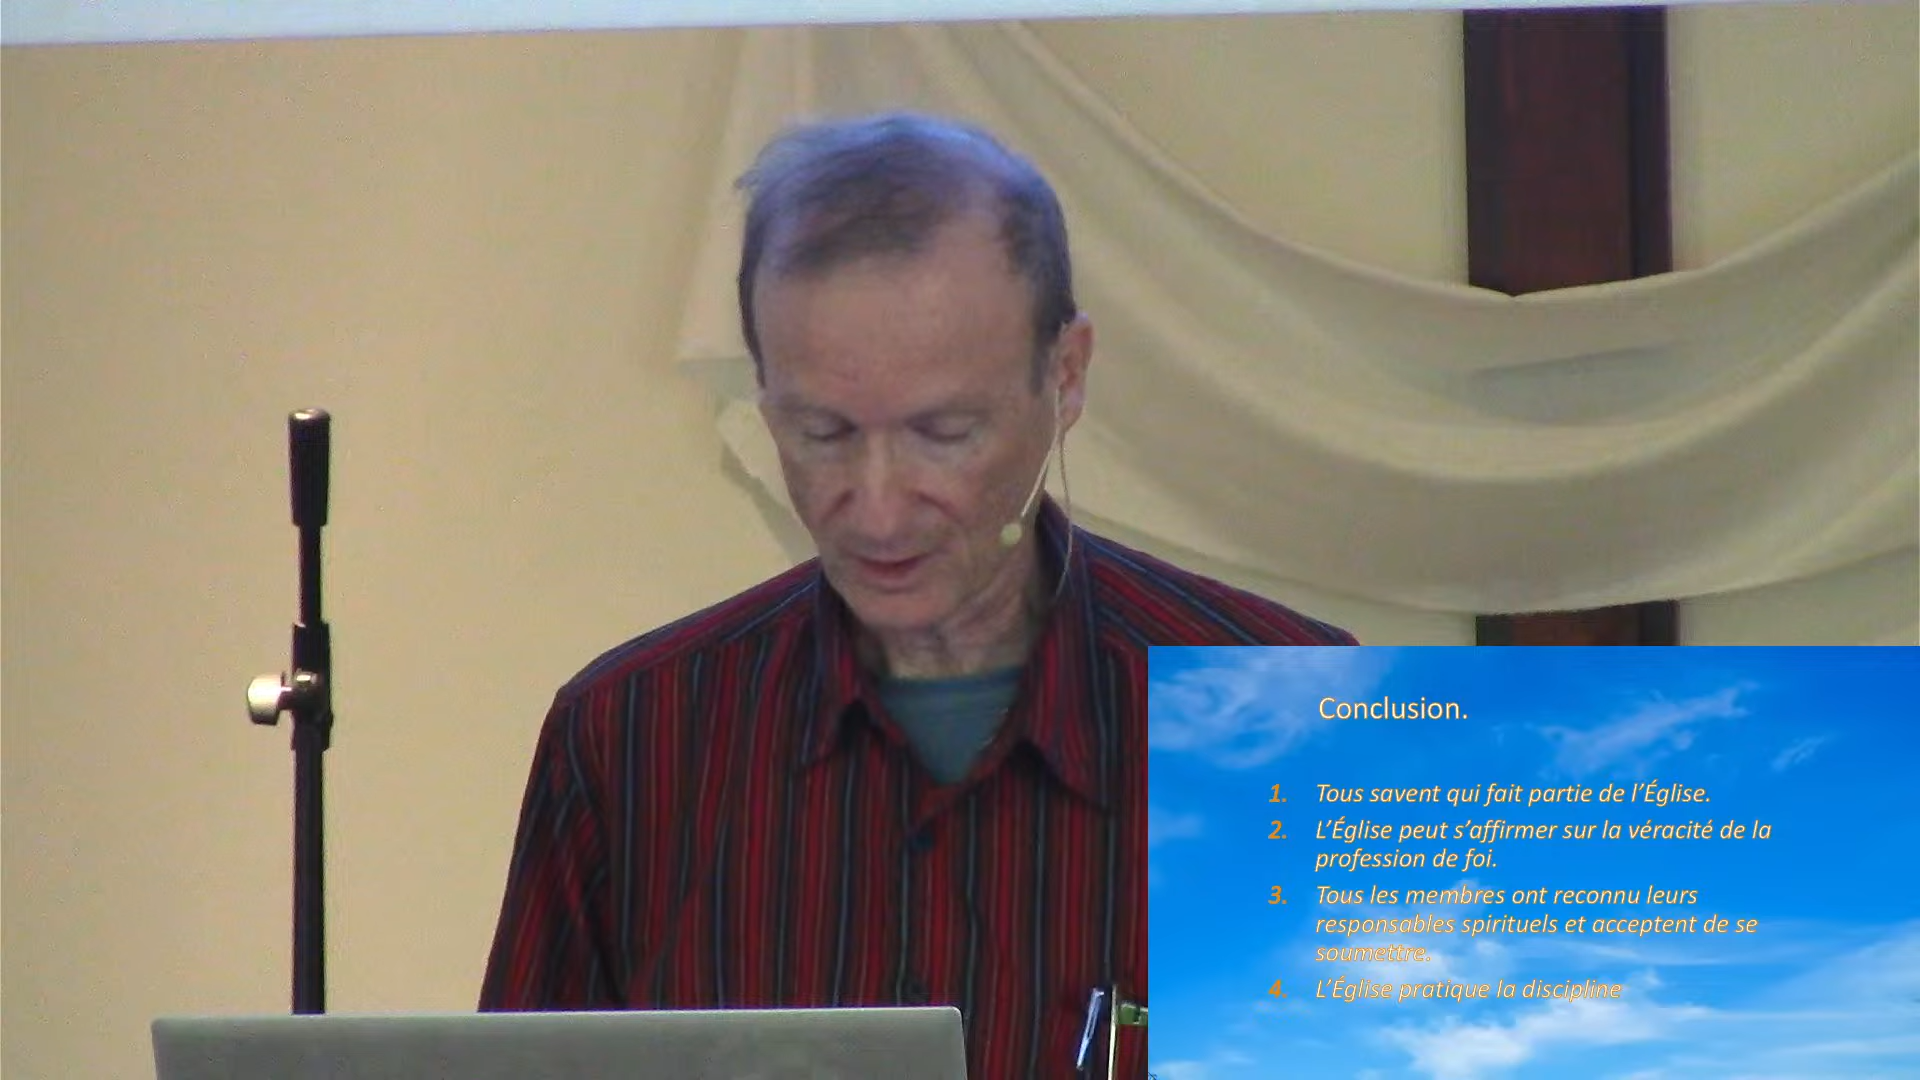 Conclusion.
1. Tous savent qui fait partie de l'Église.
2. L'Église peut s'affirmer sur la véracité de la
profession de foi.
3. Tous les membres ont reconnu leurs
responsables spirituels et acceptent de se
soumettre.
4. L'Église pratique la discipline